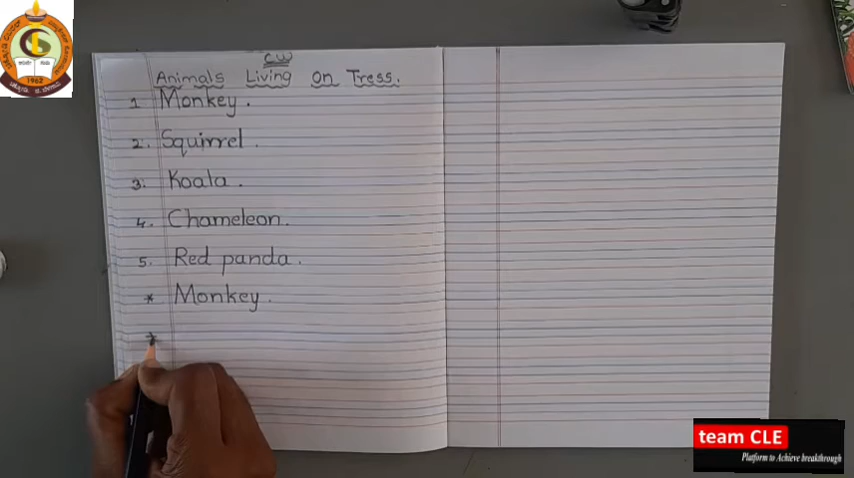 1962
CW
Animals Living on Tress.
1 Monkey.
2. Squirrel.
3. Koala.
4. Chameleon.
5. Red panda.
* Monkey.
*
team CLE
Platform to Achieve breakthrough